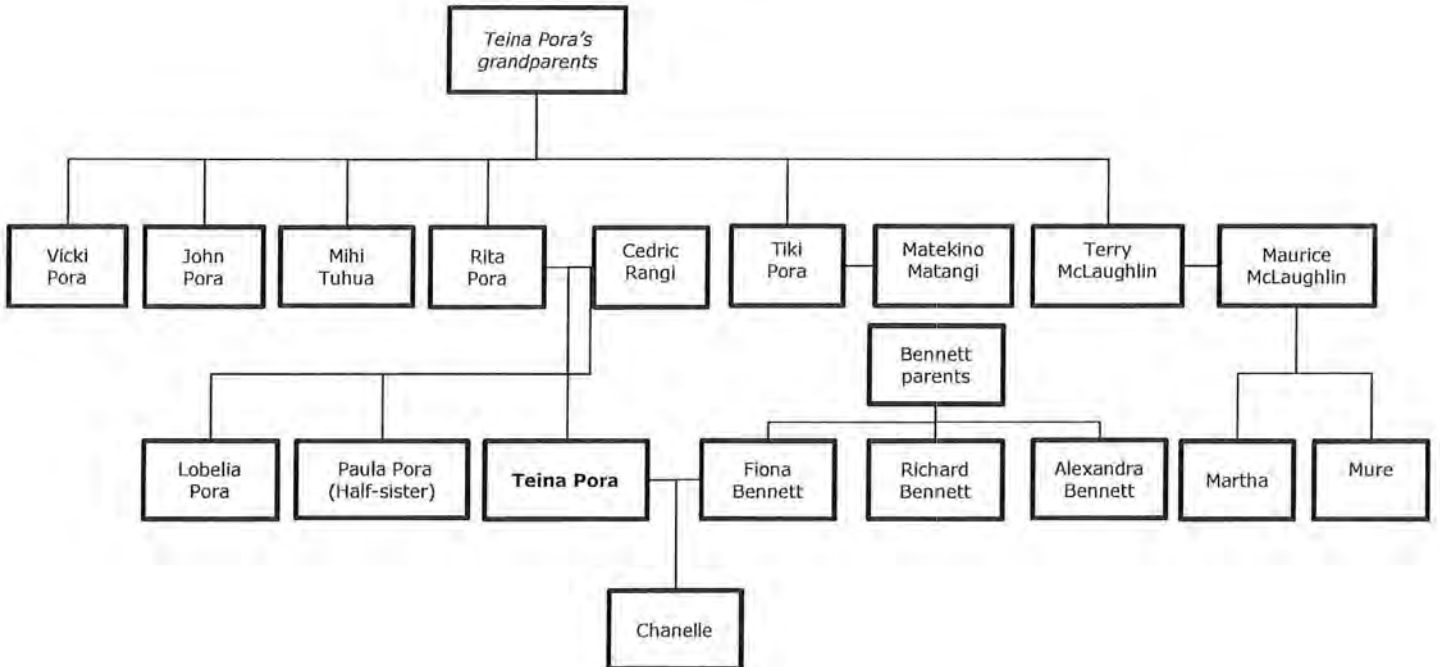 Teina Pora's
grandparents
Vicki
Pora
John
Pora
Mihi
Tuhua
Rita
Pora
Cedric
Rangi
Tiki
Pora
Matekino
Matangi
Terry
McLaughlin
Maurice
McLaughlin
Bennett
parents
Lobelia
Pora
Paula Pora
(Half-sister)
Teina Pora
Fiona
Bennett
Richard
Bennett
Alexandra
Bennett
Martha
Mure
Chanelle